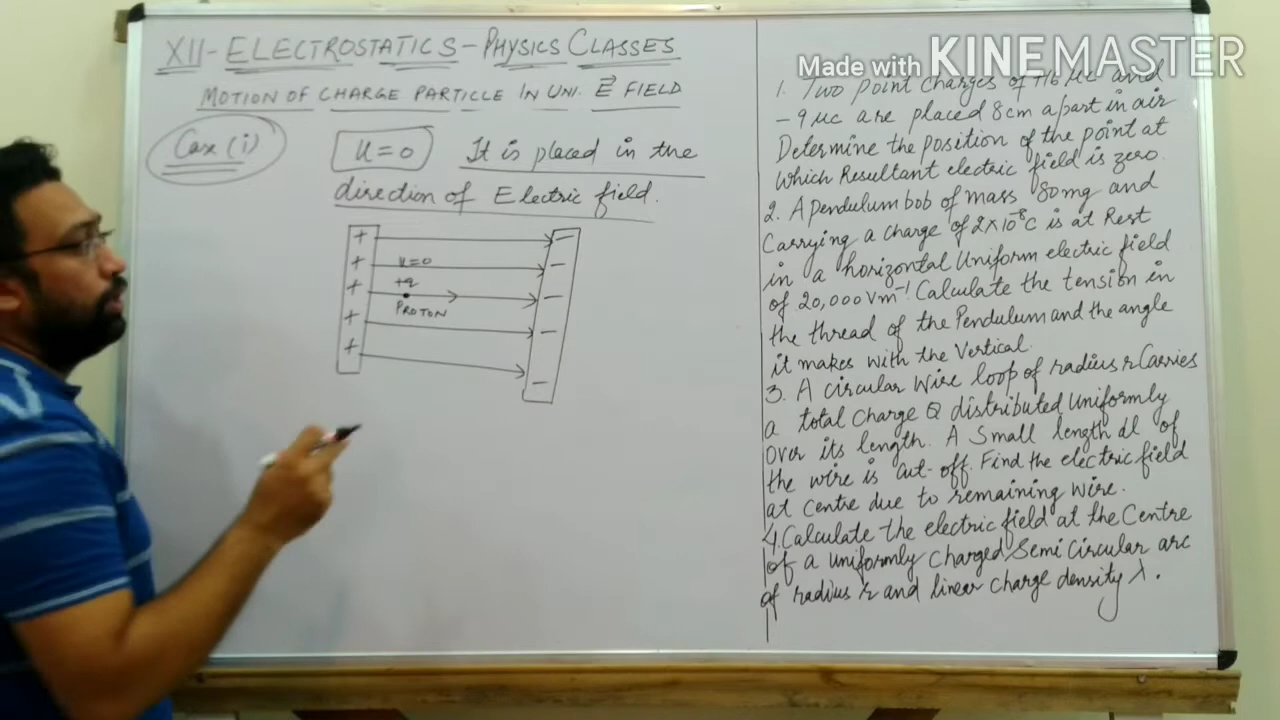 XII - ELECTROSTATICS - PHYSICS CLASSES
MOTION OF CHARGE PARTICLE IN UNI. E⃗ FIELD
Case (i)
u = 0 It is placed in the
direction of Electric field.
+ −
+ u=0 −
+ +q −
PROTON
+ −
+ −
Made with KINEMASTER
1. Two point charges of +16 μc and
- 9 μc are placed 8cm apart in air
Determine the position of the point at
which Resultant electric field is zero.
2. A pendulum bob of mass 80 mg and
Carrying a charge of 2×10⁻⁸C is at Rest
in a horizontal Uniform electric field
of 20,000 Vm⁻¹. Calculate the tension in
the thread of the Pendulum and the angle
it makes with the Vertical.
3. A circular wire loop of radius r Carries
a total charge Q distributed Uniformly
over its length. A Small length dl of
the wire is cut-off. Find the electric field
at centre due to remaining wire.
4. Calculate the electric field at the Centre
of a uniformly charged Semi Circular arc
of radius r and linear charge density λ.